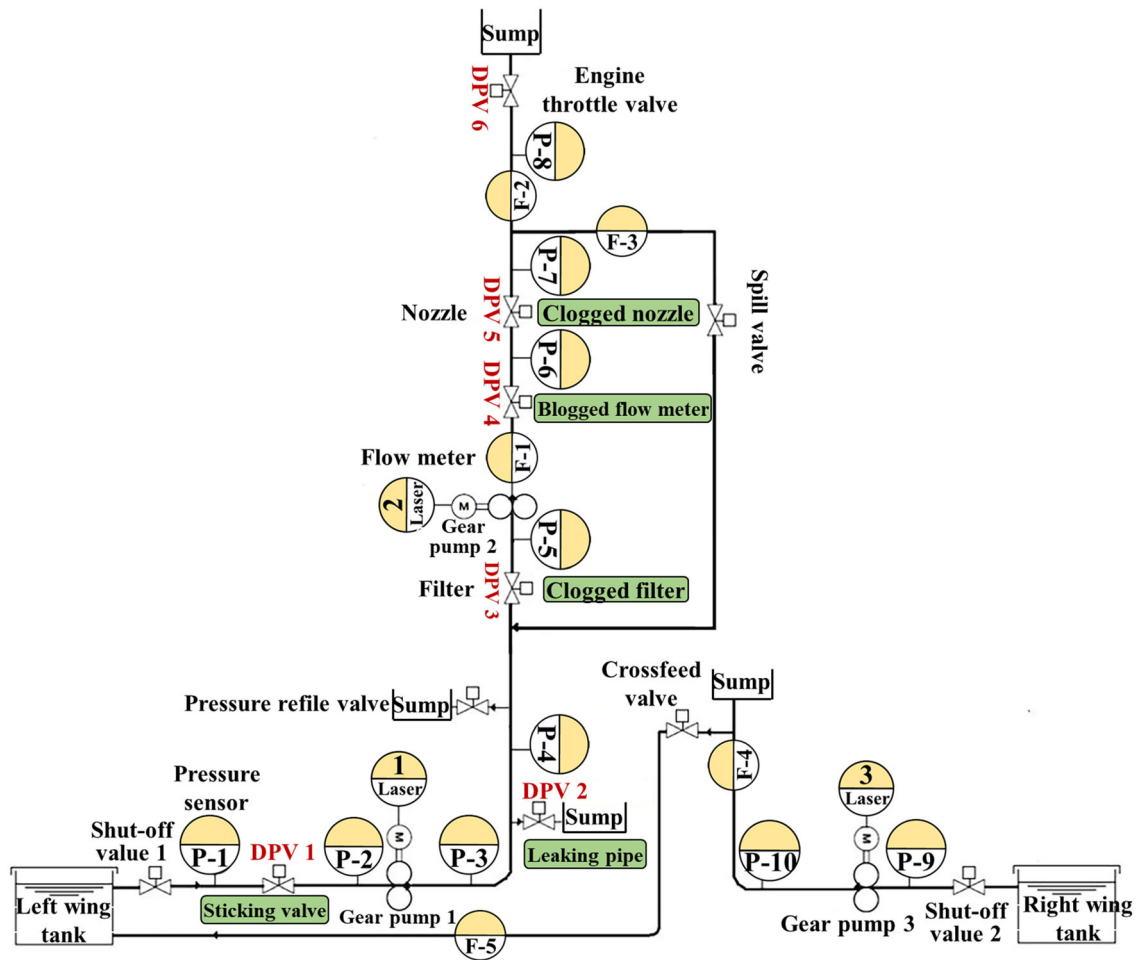 Sump
DPV 6
Engine
throttle valve
P-8
F-2
F-3
P-7
Nozzle
DPV 5
Clogged nozzle
Spill valve
P-6
DPV 4
Blogged flow meter
Flow meter
F-1
2
Laser
M
Gear
pump 2
P-5
Filter
DPV 3
Clogged filter
Crossfeed
valve
Sump
Pressure refile valve
Sump
P-4
F-4
Pressure
sensor
1
Laser
DPV 2
Sump
3
Laser
Shut-off
value 1
P-1
DPV 1
P-2
M
P-3
Leaking pipe
P-10
M
P-9
Left wing
tank
Sticking valve
Gear pump 1
F-5
Gear pump 3
Shut-off
value 2
Right wing
tank